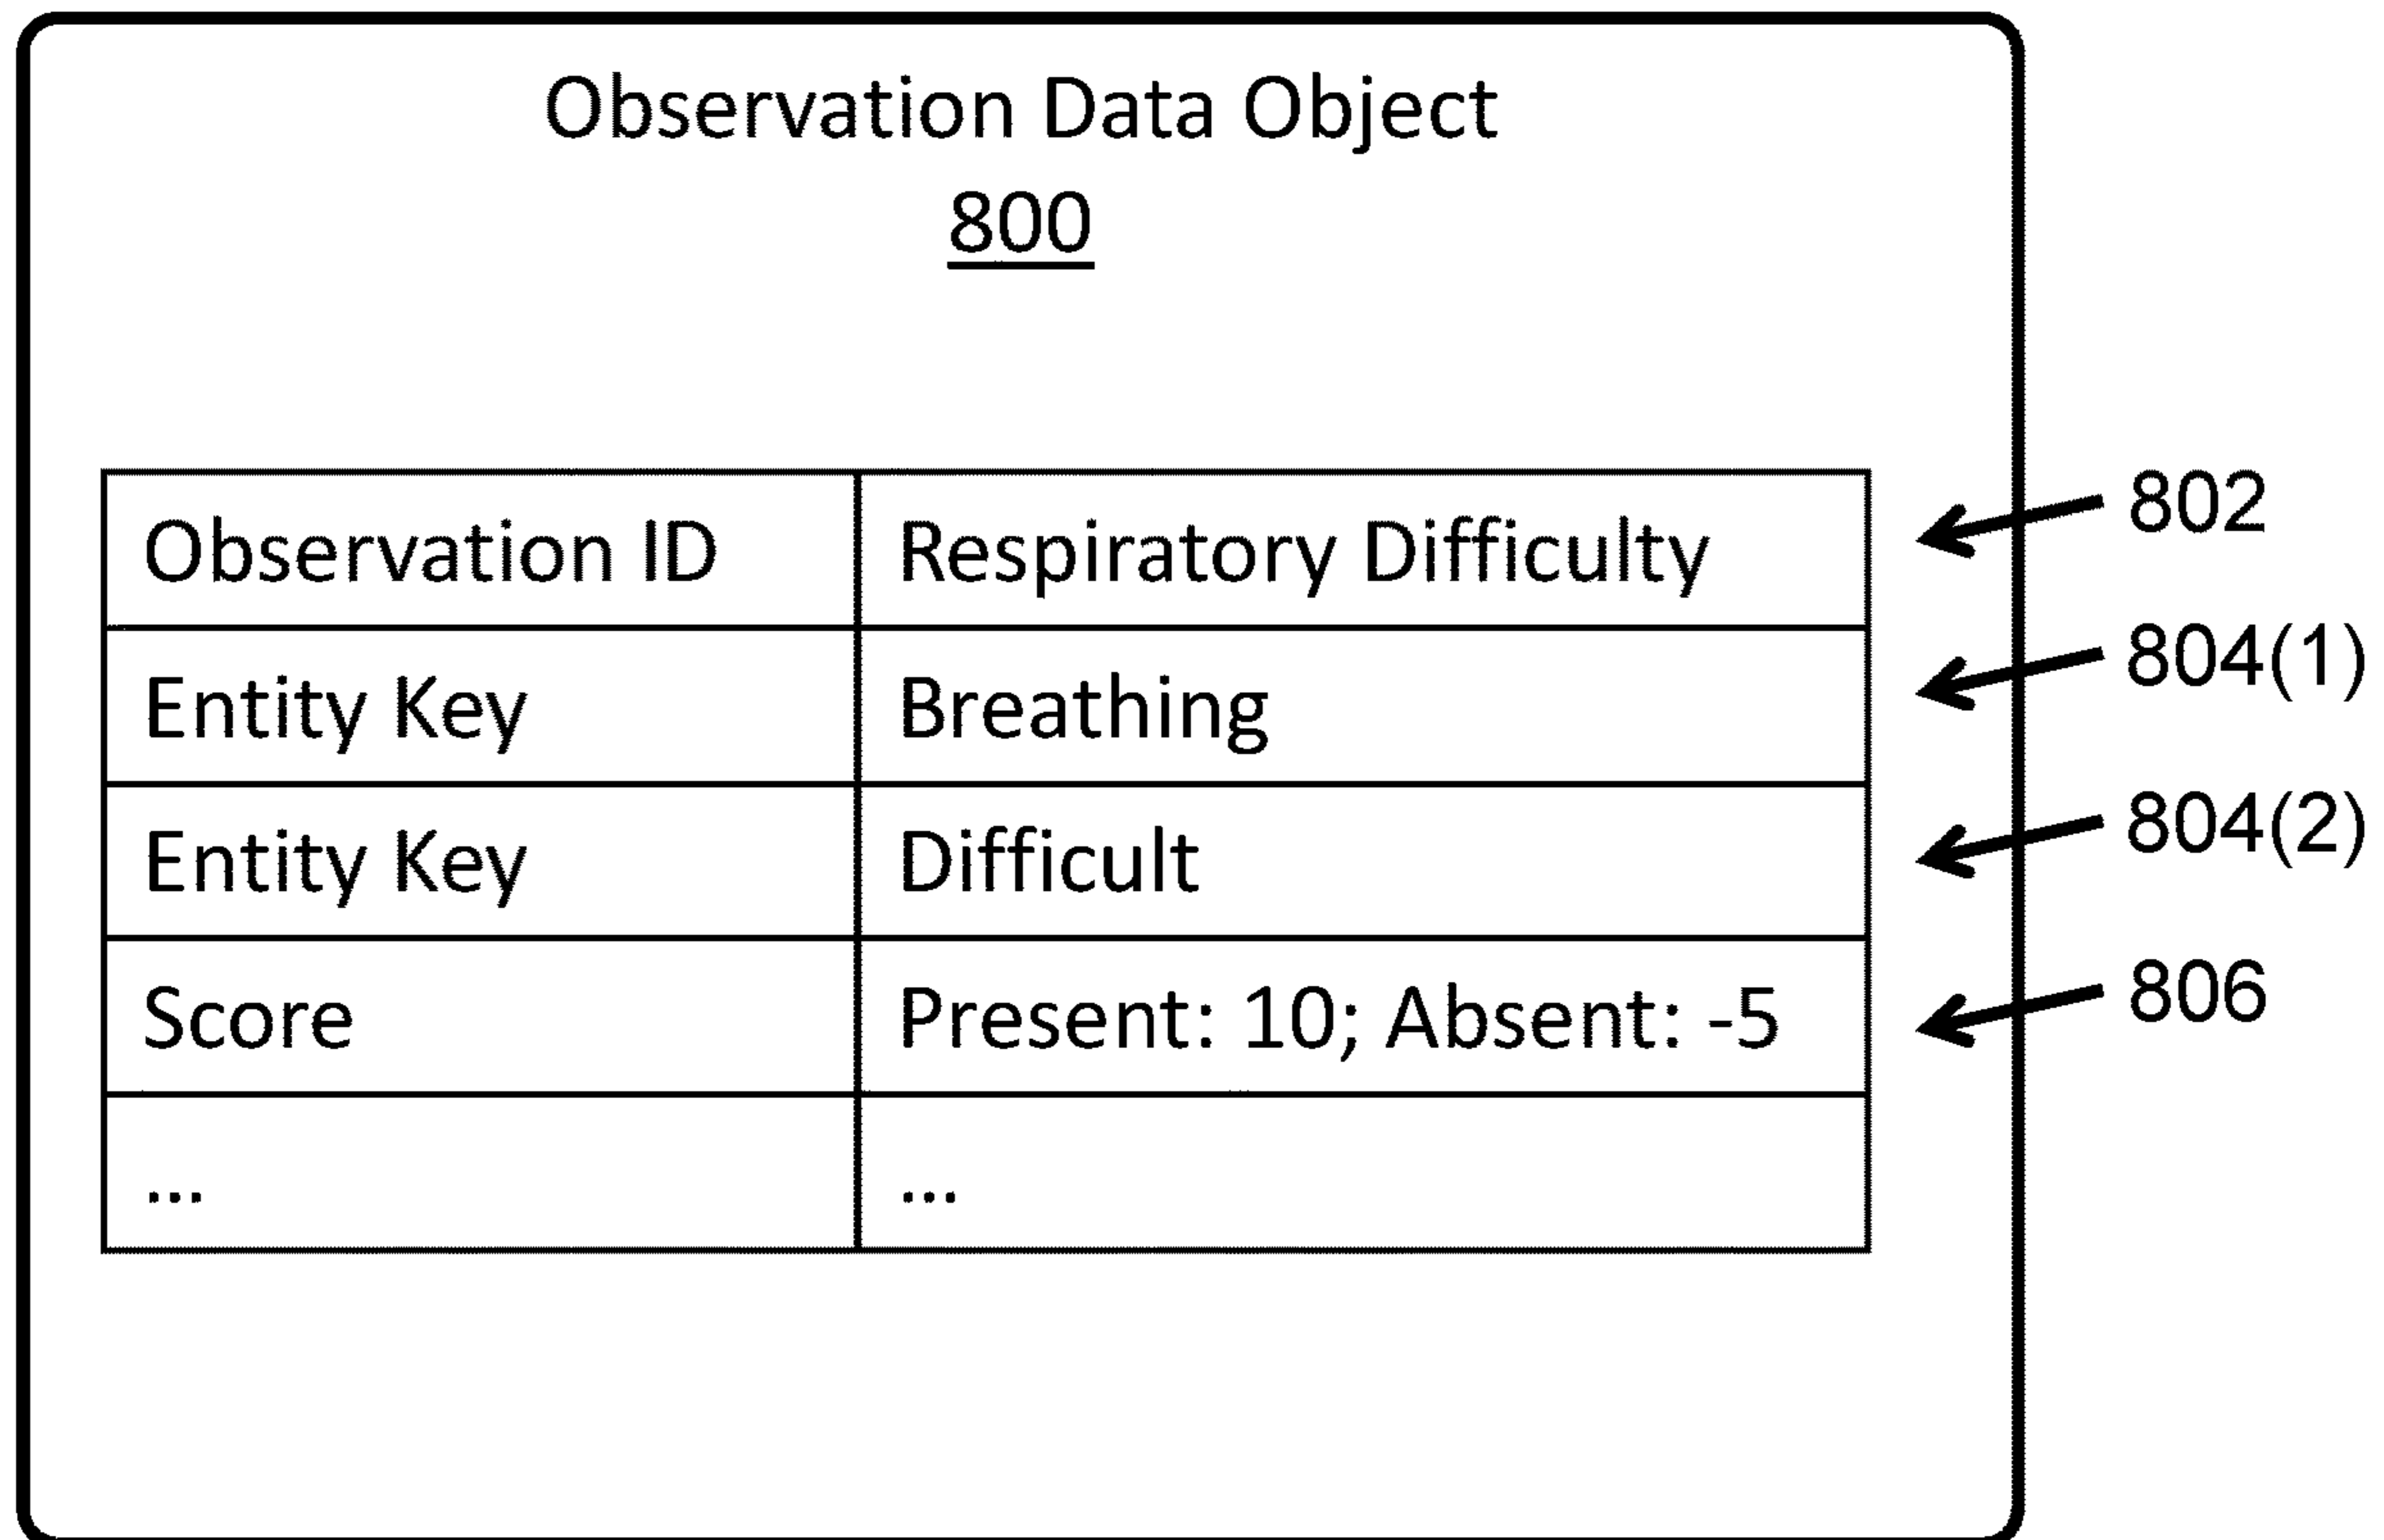 Observation Data Object
800
Observation ID Respiratory Difficulty 802
Entity Key Breathing 804(1)
Entity Key Difficult 804(2)
Score Present: 10; Absent: -5 806
... ...